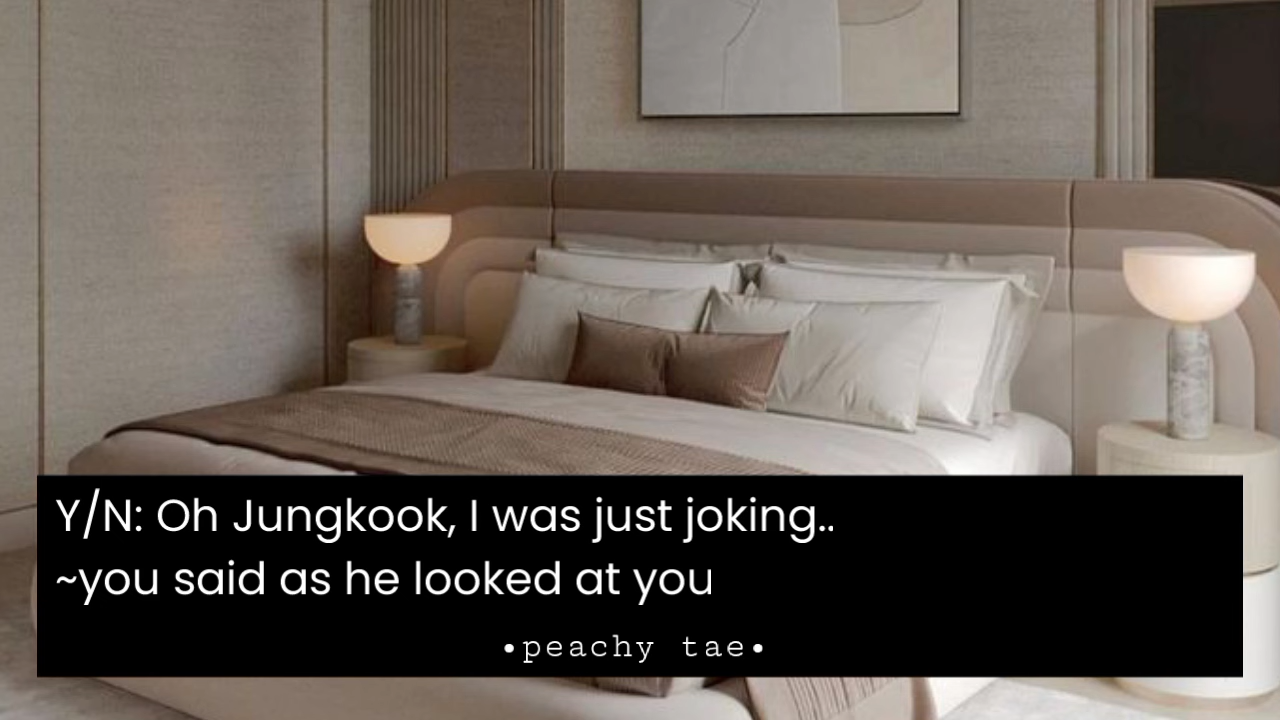 Y/N: Oh Jungkook, I was just joking..
~you said as he looked at you
•peachy tae•